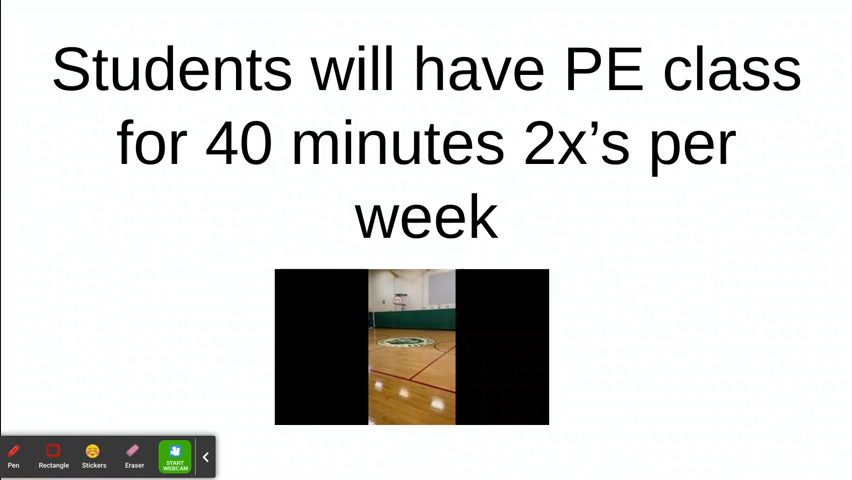 Students will have PE class
for 40 minutes 2x’s per
week
Pen
Rectangle
Stickers
Eraser
START
WEBCAM